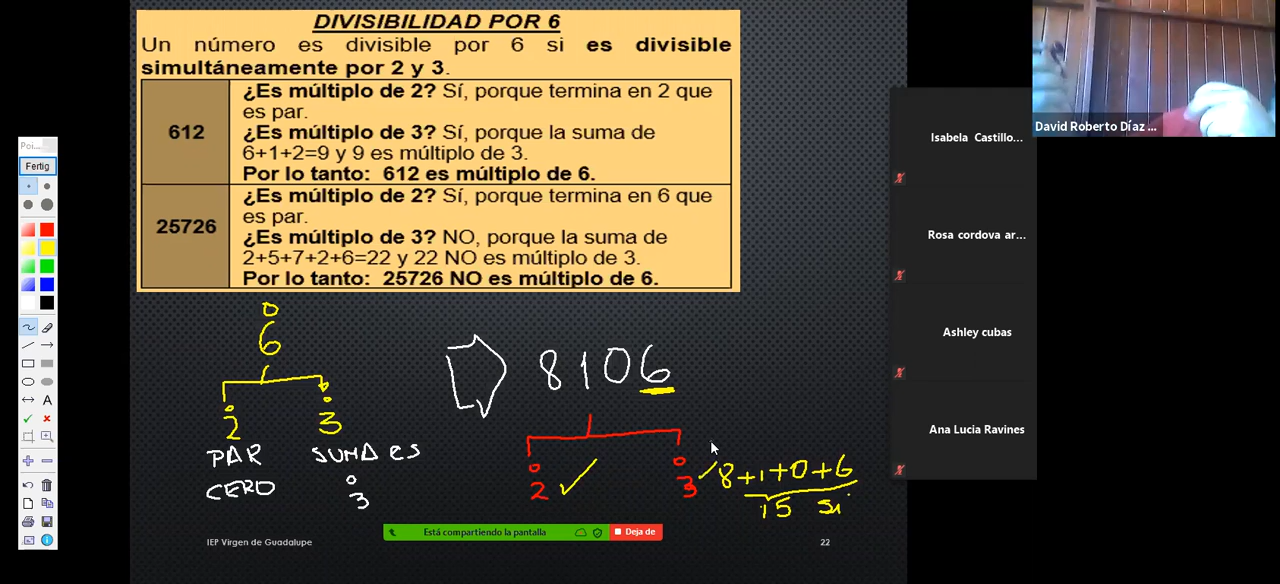 DIVISIBILIDAD POR 6
Un número es divisible por 6 si es divisible
simultáneamente por 2 y 3.
612
¿Es múltiplo de 2? Sí, porque termina en 2 que
es par.
¿Es múltiplo de 3? Sí, porque la suma de
6+1+2=9 y 9 es múltiplo de 3.
Por lo tanto: 612 es múltiplo de 6.
25726
¿Es múltiplo de 2? Sí, porque termina en 6 que
es par.
¿Es múltiplo de 3? NO, porque la suma de
2+5+7+2+6=22 y 22 NO es múltiplo de 3.
Por lo tanto: 25726 NO es múltiplo de 6.
o
6
o
2
o
3
PAR
CERO
SUMA ES
o
3
8106
o
2 ✓
o
3 ✓
8+1+0+6
15 si
IEP Virgen de Guadalupe
22
Está compartiendo la pantalla
Deja de
Poi...
Fertig
A
David Roberto Díaz ...
Isabela Castillo...
Rosa cordova ar...
Ashley cubas
Ana Lucia Ravines